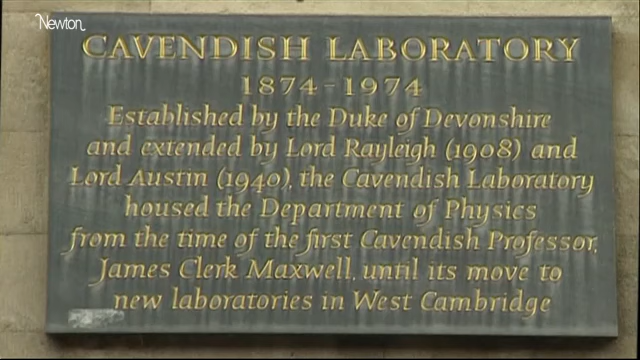 Newton
CAVENDISH LABORATORY
1874-1974
Established by the Duke of Devonshire
and extended by Lord Rayleigh (1908) and
Lord Austin (1940), the Cavendish Laboratory
housed the Department of Physics
from the time of the first Cavendish Professor,
James Clerk Maxwell, until its move to
new laboratories in West Cambridge